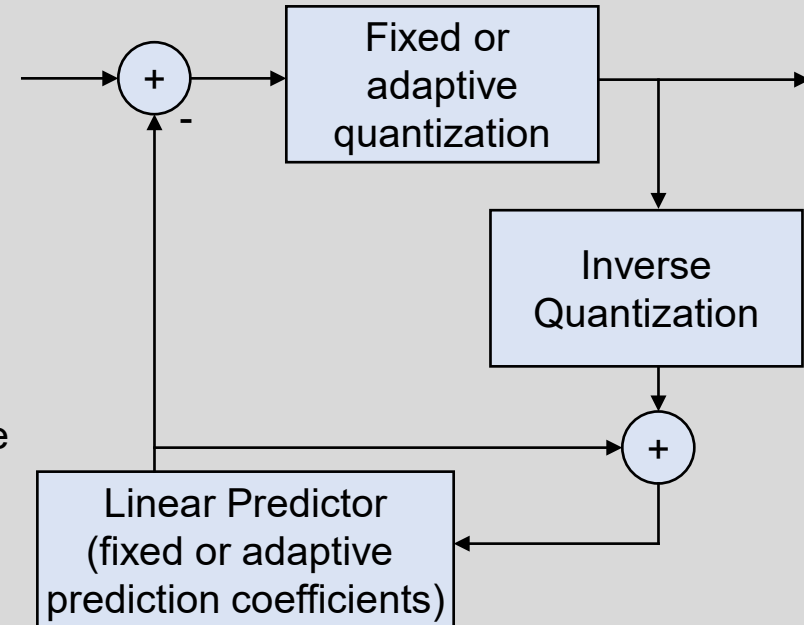 Fixed or
adaptive
quantization
+
-
Inverse
Quantization
e
+
Linear Predictor
(fixed or adaptive
prediction coefficients)